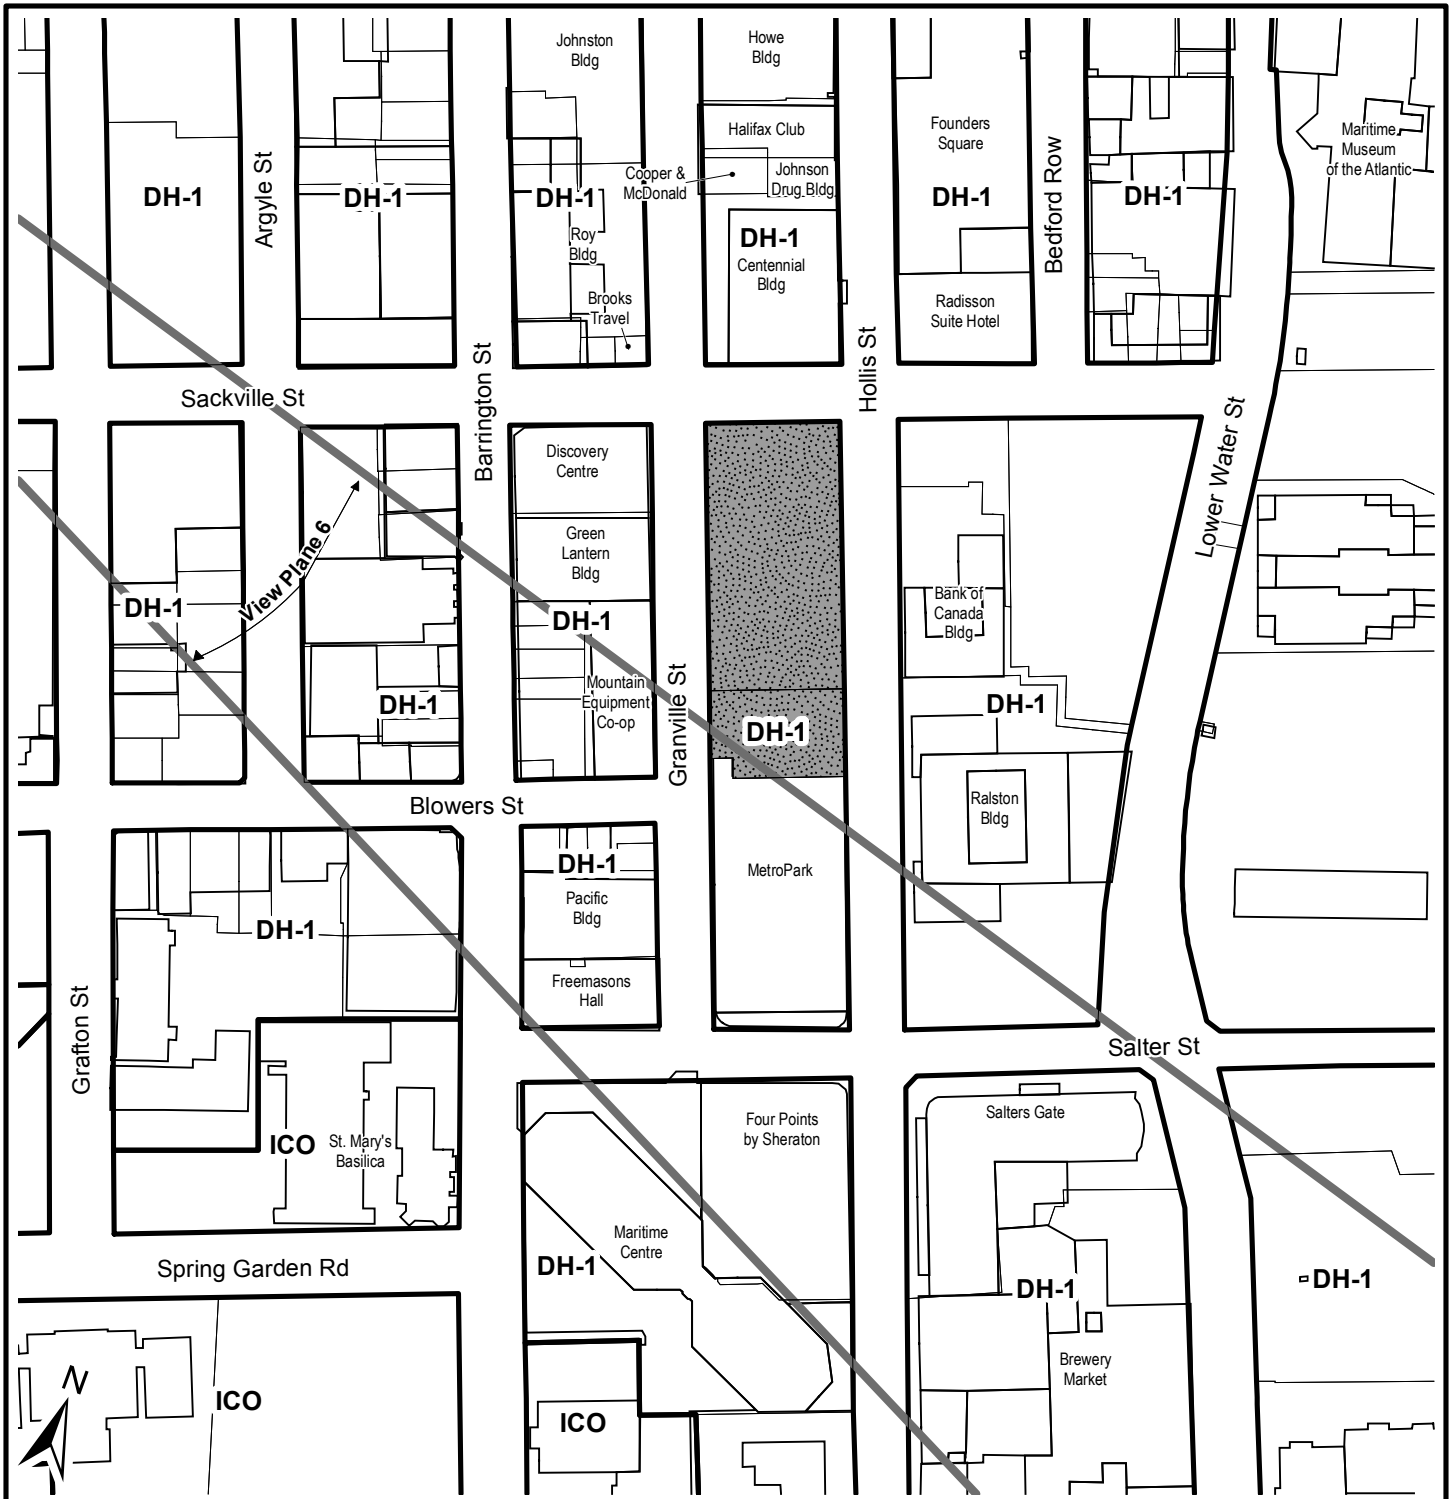 Johnston
Bldg
Howe
Bldg
Halifax Club
Founders
Square
Maritime
Museum
of the Atlantic
Cooper &
McDonald
Johnson
Drug Bldg
DH-1
DH-1
DH-1
DH-1
DH-1
DH-1
Argyle St
Bedford Row
Roy
Bldg
Centennial
Bldg
Brooks
Travel
Radisson
Suite Hotel
Sackville St
Barrington St
Hollis St
Lower Water St
Discovery
Centre
Green
Lantern
Bldg
View Plane 6
DH-1
DH-1
Bank of
Canada
Bldg
Mountain
Equipment
Co-op
Granville St
DH-1
DH-1
DH-1
Blowers St
Ralston
Bldg
DH-1
MetroPark
Pacific
Bldg
DH-1
Freemasons
Hall
Grafton St
Salter St
Salters Gate
Four Points
by Sheraton
ICO
St. Mary's
Basilica
Maritime
Centre
DH-1
Spring Garden Rd
DH-1
DH-1
Brewery
Market
N
ICO
ICO